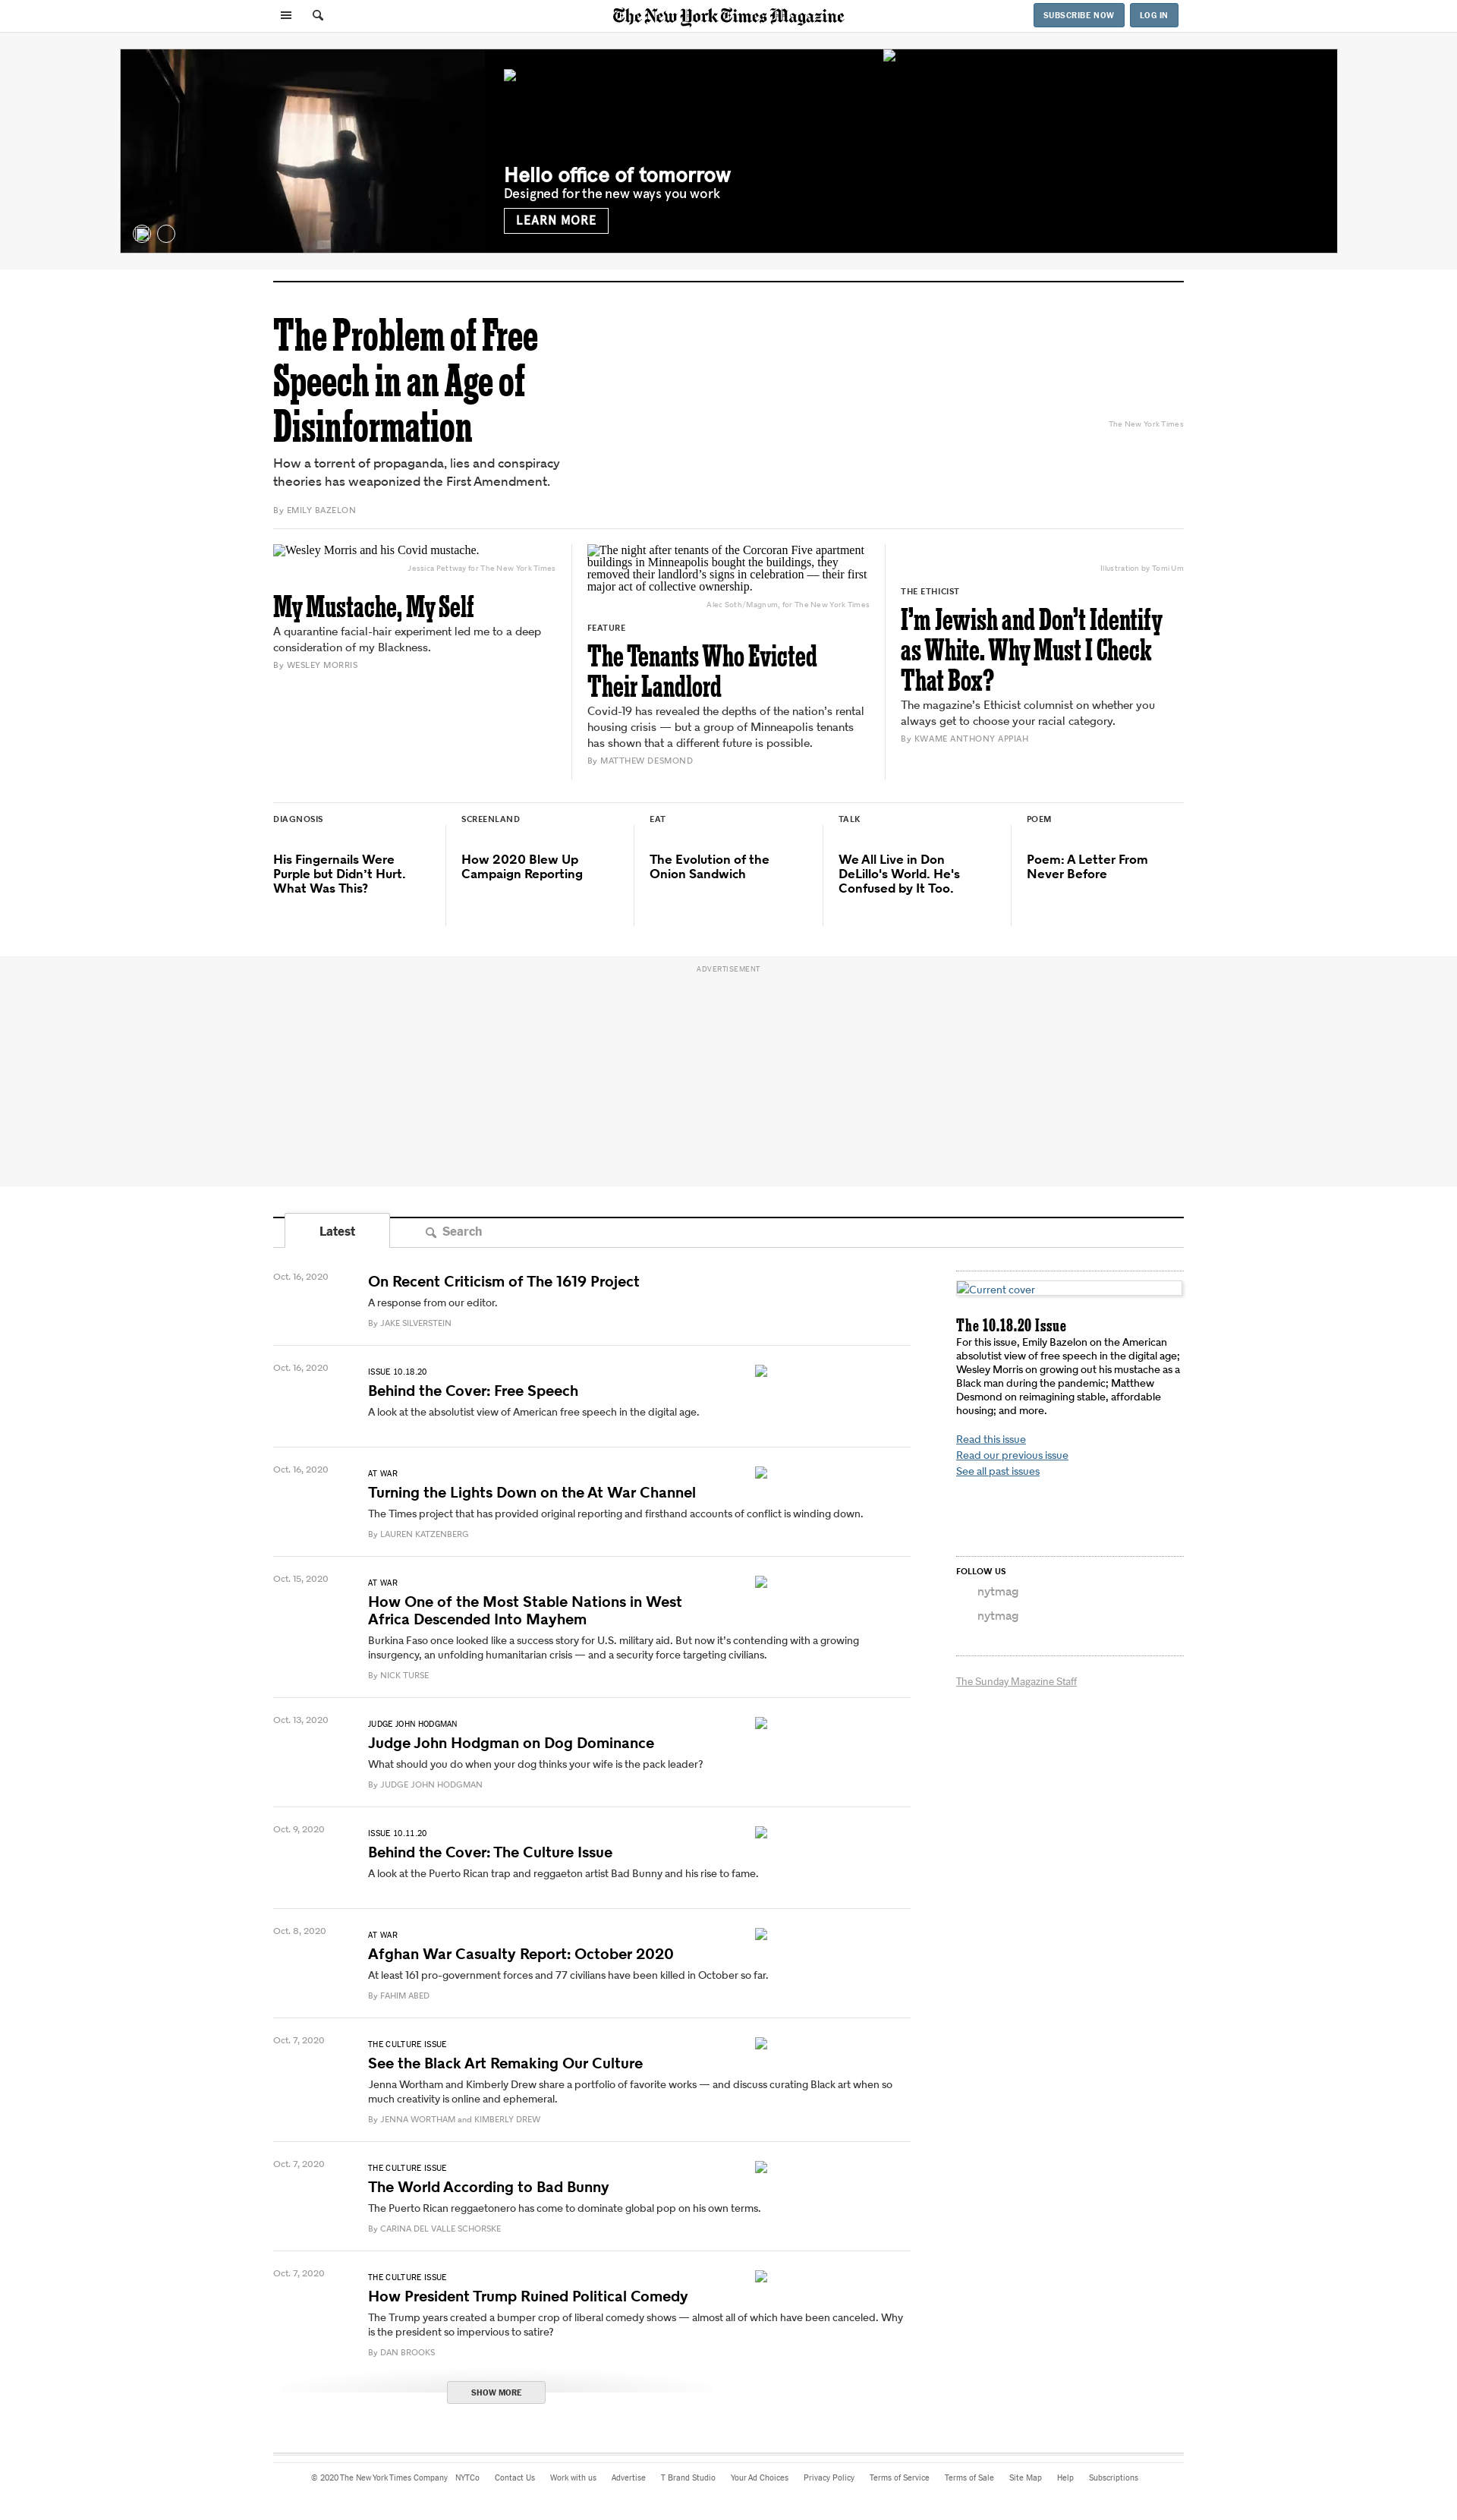 The New York Times Magazine
SUBSCRIBE NOW
LOG IN
Hello office of tomorrow
Designed for the new ways you work
LEARN MORE
The Problem of Free
Speech in an Age of
Disinformation
How a torrent of propaganda, lies and conspiracy
theories has weaponized the First Amendment.
By EMILY BAZELON
The New York Times
Wesley Morris and his Covid mustache.
Jessica Pettway for The New York Times
My Mustache, My Self
A quarantine facial-hair experiment led me to a deep
consideration of my Blackness.
By WESLEY MORRIS
The night after tenants of the Corcoran Five apartment
buildings in Minneapolis bought the buildings, they
removed their landlord’s signs in celebration — their first
major act of collective ownership.
Alec Soth/Magnum, for The New York Times
FEATURE
The Tenants Who Evicted
Their Landlord
Covid-19 has revealed the depths of the nation’s rental
housing crisis — but a group of Minneapolis tenants
has shown that a different future is possible.
By MATTHEW DESMOND
Illustration by Tomi Um
THE ETHICIST
I’m Jewish and Don’t Identify
as White. Why Must I Check
That Box?
The magazine’s Ethicist columnist on whether you
always get to choose your racial category.
By KWAME ANTHONY APPIAH
DIAGNOSIS
His Fingernails Were
Purple but Didn’t Hurt.
What Was This?
SCREENLAND
How 2020 Blew Up
Campaign Reporting
EAT
The Evolution of the
Onion Sandwich
TALK
We All Live in Don
DeLillo's World. He's
Confused by It Too.
POEM
Poem: A Letter From
Never Before
ADVERTISEMENT
Latest
Search
Oct. 16, 2020
On Recent Criticism of The 1619 Project
A response from our editor.
By JAKE SILVERSTEIN
Oct. 16, 2020
ISSUE 10.18.20
Behind the Cover: Free Speech
A look at the absolutist view of American free speech in the digital age.
Oct. 16, 2020
AT WAR
Turning the Lights Down on the At War Channel
The Times project that has provided original reporting and firsthand accounts of conflict is winding down.
By LAUREN KATZENBERG
Oct. 15, 2020
AT WAR
How One of the Most Stable Nations in West
Africa Descended Into Mayhem
Burkina Faso once looked like a success story for U.S. military aid. But now it’s contending with a growing
insurgency, an unfolding humanitarian crisis — and a security force targeting civilians.
By NICK TURSE
Oct. 13, 2020
JUDGE JOHN HODGMAN
Judge John Hodgman on Dog Dominance
What should you do when your dog thinks your wife is the pack leader?
By JUDGE JOHN HODGMAN
Oct. 9, 2020
ISSUE 10.11.20
Behind the Cover: The Culture Issue
A look at the Puerto Rican trap and reggaeton artist Bad Bunny and his rise to fame.
Oct. 8, 2020
AT WAR
Afghan War Casualty Report: October 2020
At least 161 pro-government forces and 77 civilians have been killed in October so far.
By FAHIM ABED
Oct. 7, 2020
THE CULTURE ISSUE
See the Black Art Remaking Our Culture
Jenna Wortham and Kimberly Drew share a portfolio of favorite works — and discuss curating Black art when so
much creativity is online and ephemeral.
By JENNA WORTHAM and KIMBERLY DREW
Oct. 7, 2020
THE CULTURE ISSUE
The World According to Bad Bunny
The Puerto Rican reggaetonero has come to dominate global pop on his own terms.
By CARINA DEL VALLE SCHORSKE
Oct. 7, 2020
THE CULTURE ISSUE
How President Trump Ruined Political Comedy
The Trump years created a bumper crop of liberal comedy shows — almost all of which have been canceled. Why
is the president so impervious to satire?
By DAN BROOKS
SHOW MORE
Current cover
The 10.18.20 Issue
For this issue, Emily Bazelon on the American
absolutist view of free speech in the digital age;
Wesley Morris on growing out his mustache as a
Black man during the pandemic; Matthew
Desmond on reimagining stable, affordable
housing; and more.
Read this issue
Read our previous issue
See all past issues
FOLLOW US
nytmag
nytmag
The Sunday Magazine Staff
© 2020 The New York Times Company NYTCo Contact Us Work with us Advertise T Brand Studio Your Ad Choices Privacy Policy Terms of Service Terms of Sale Site Map Help Subscriptions